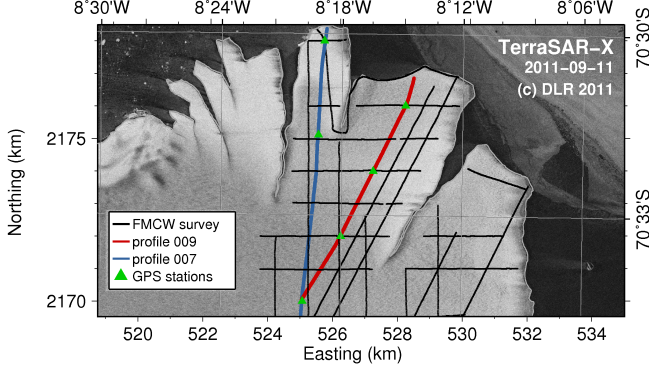 8°30'W 8°24'W 8°18'W 8°12'W 8°06'W
70°30'S
TerraSAR-X
2011-09-11
(c) DLR 2011
2175
Northing (km)
70°33'S
FMCW survey
profile 009
profile 007
GPS stations
2170
520 522 524 526 528 530 532 534
Easting (km)